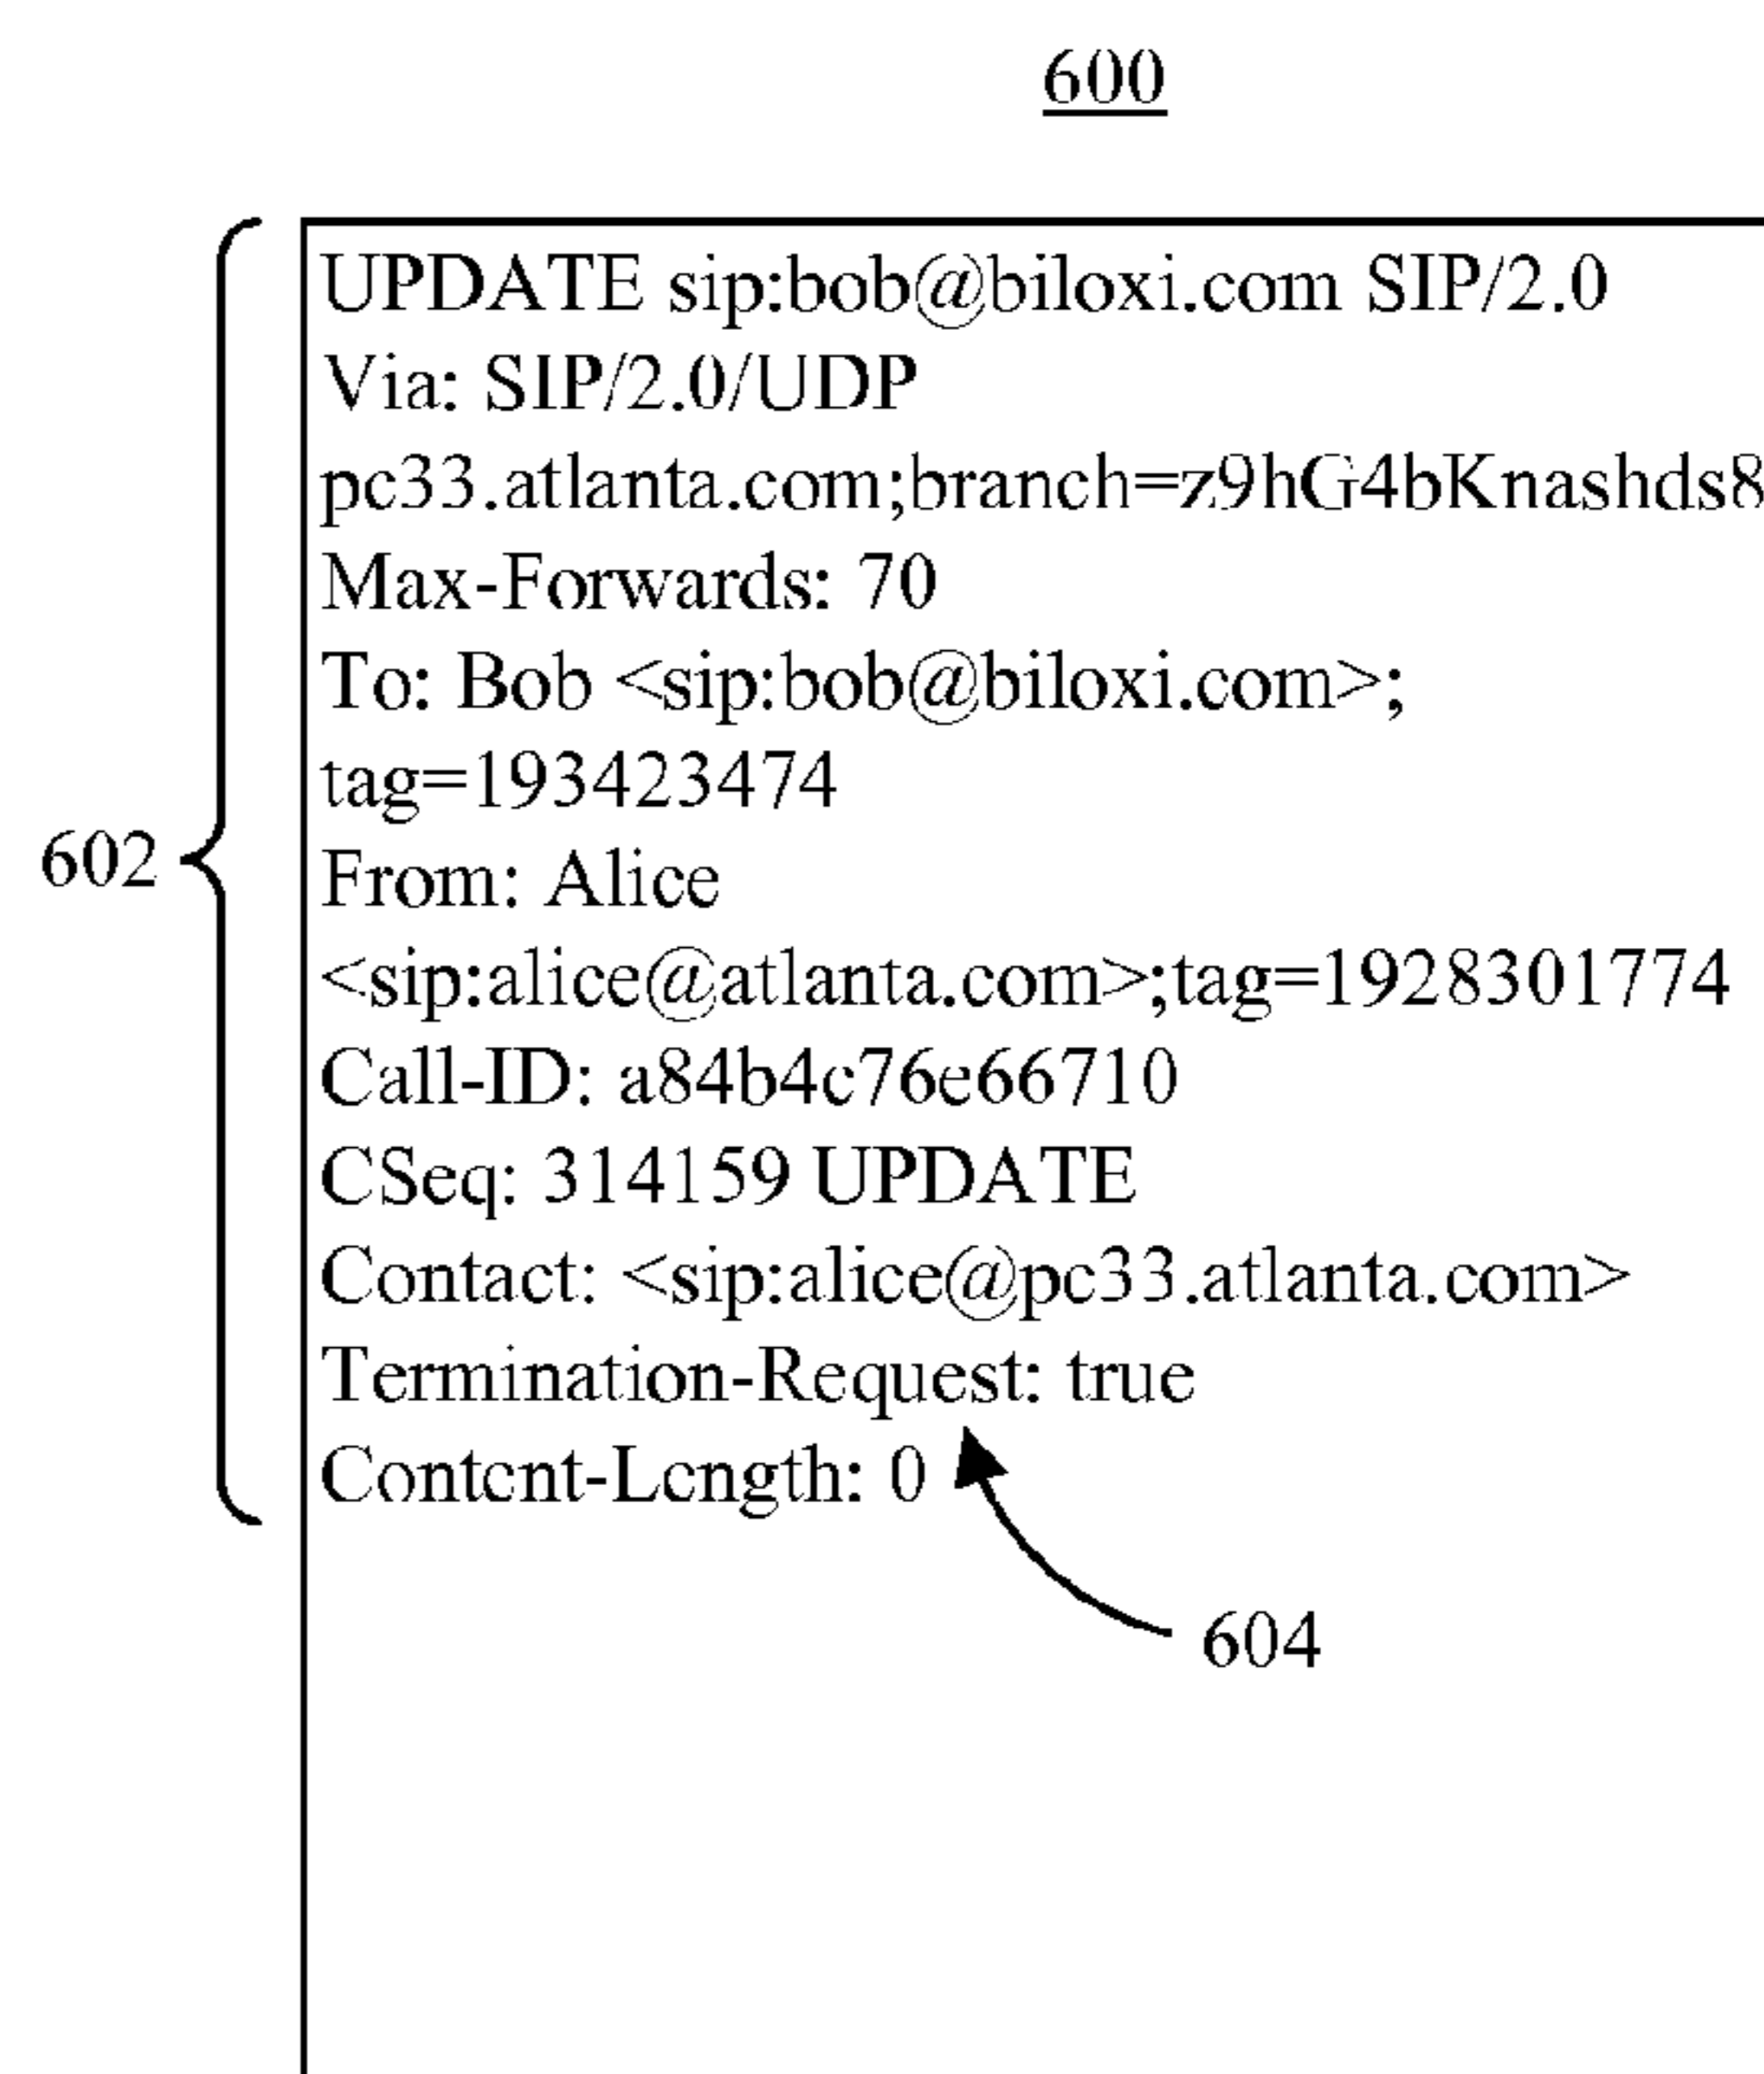 600
UPDATE sip:bob@biloxi.com SIP/2.0
Via: SIP/2.0/UDP
pc33.atlanta.com;branch=z9hG4bKnashds8
Max-Forwards: 70
To: Bob <sip:bob@biloxi.com>;
tag=193423474
602
From: Alice
<sip:alice@atlanta.com>;tag=1928301774
Call-ID: a84b4c76e66710
CSeq: 314159 UPDATE
Contact: <sip:alice@pc33.atlanta.com>
Termination-Request: true
Content-Length: 0
604